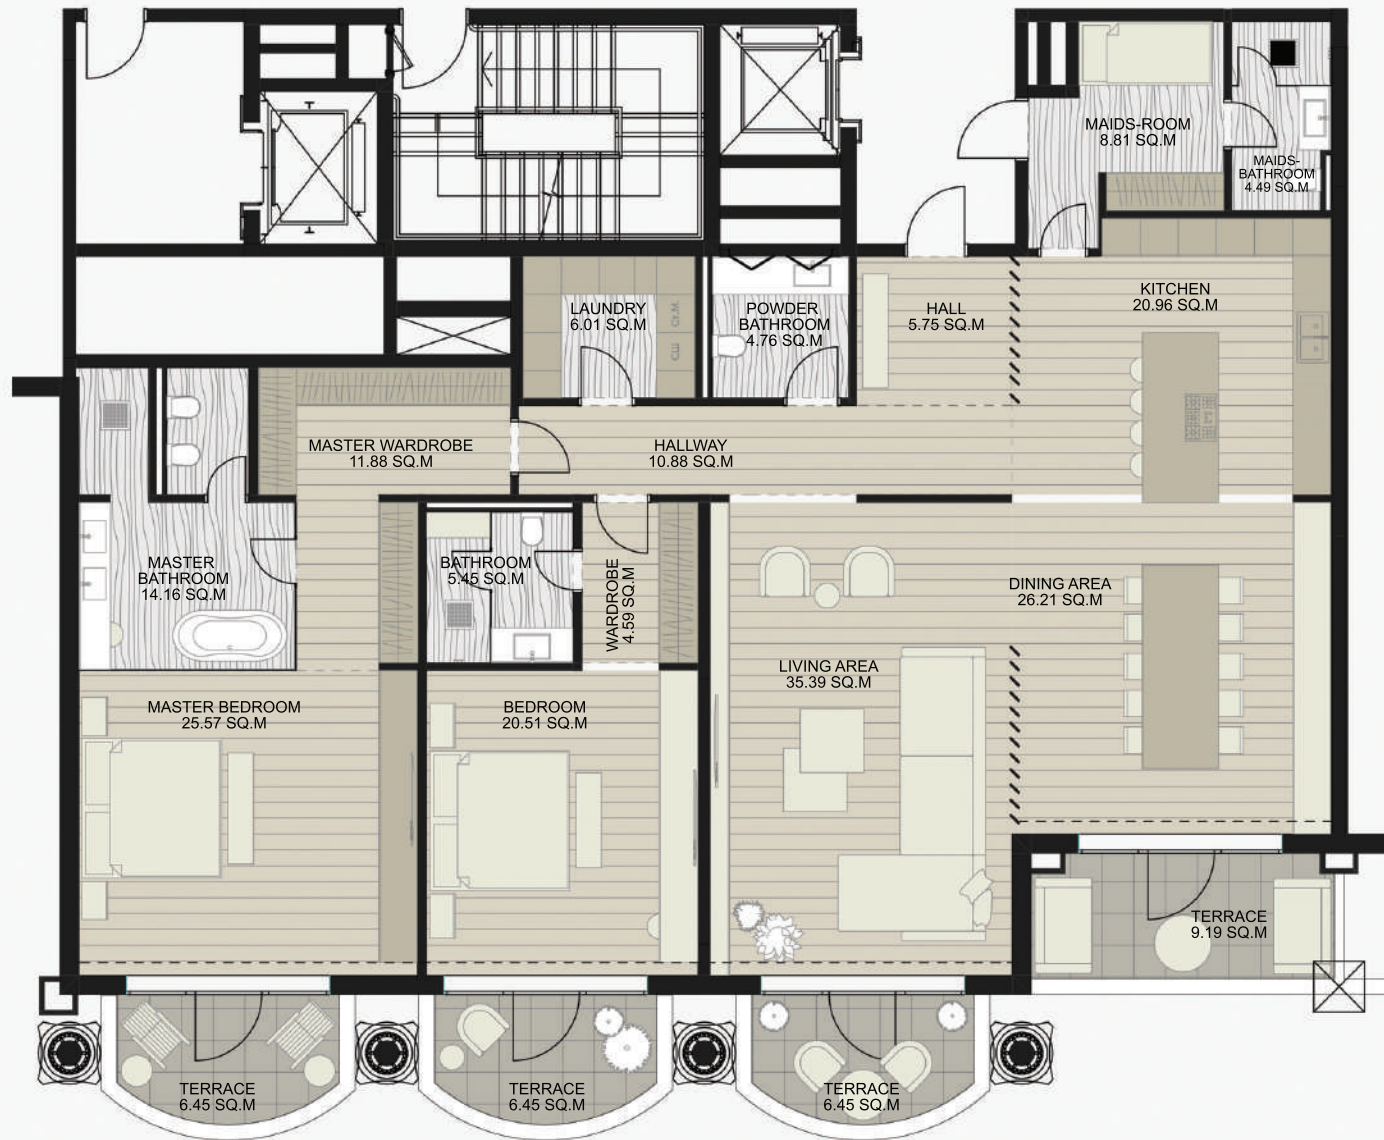 MAIDS-ROOM
8.81 SQ.M
MAIDS-
BATHROOM
4.49 SQ.M
LAUNDRY
6.01 SQ.M
POWDER
BATHROOM
4.76 SQ.M
HALL
5.75 SQ.M
KITCHEN
20.96 SQ.M
MASTER WARDROBE
11.88 SQ.M
HALLWAY
10.88 SQ.M
MASTER
BATHROOM
14.16 SQ.M
BATHROOM
5.45 SQ.M
WARDROBE
4.59 SQ.M
DINING AREA
26.21 SQ.M
LIVING AREA
35.39 SQ.M
MASTER BEDROOM
25.57 SQ.M
BEDROOM
20.51 SQ.M
TERRACE
9.19 SQ.M
TERRACE
6.45 SQ.M
TERRACE
6.45 SQ.M
TERRACE
6.45 SQ.M